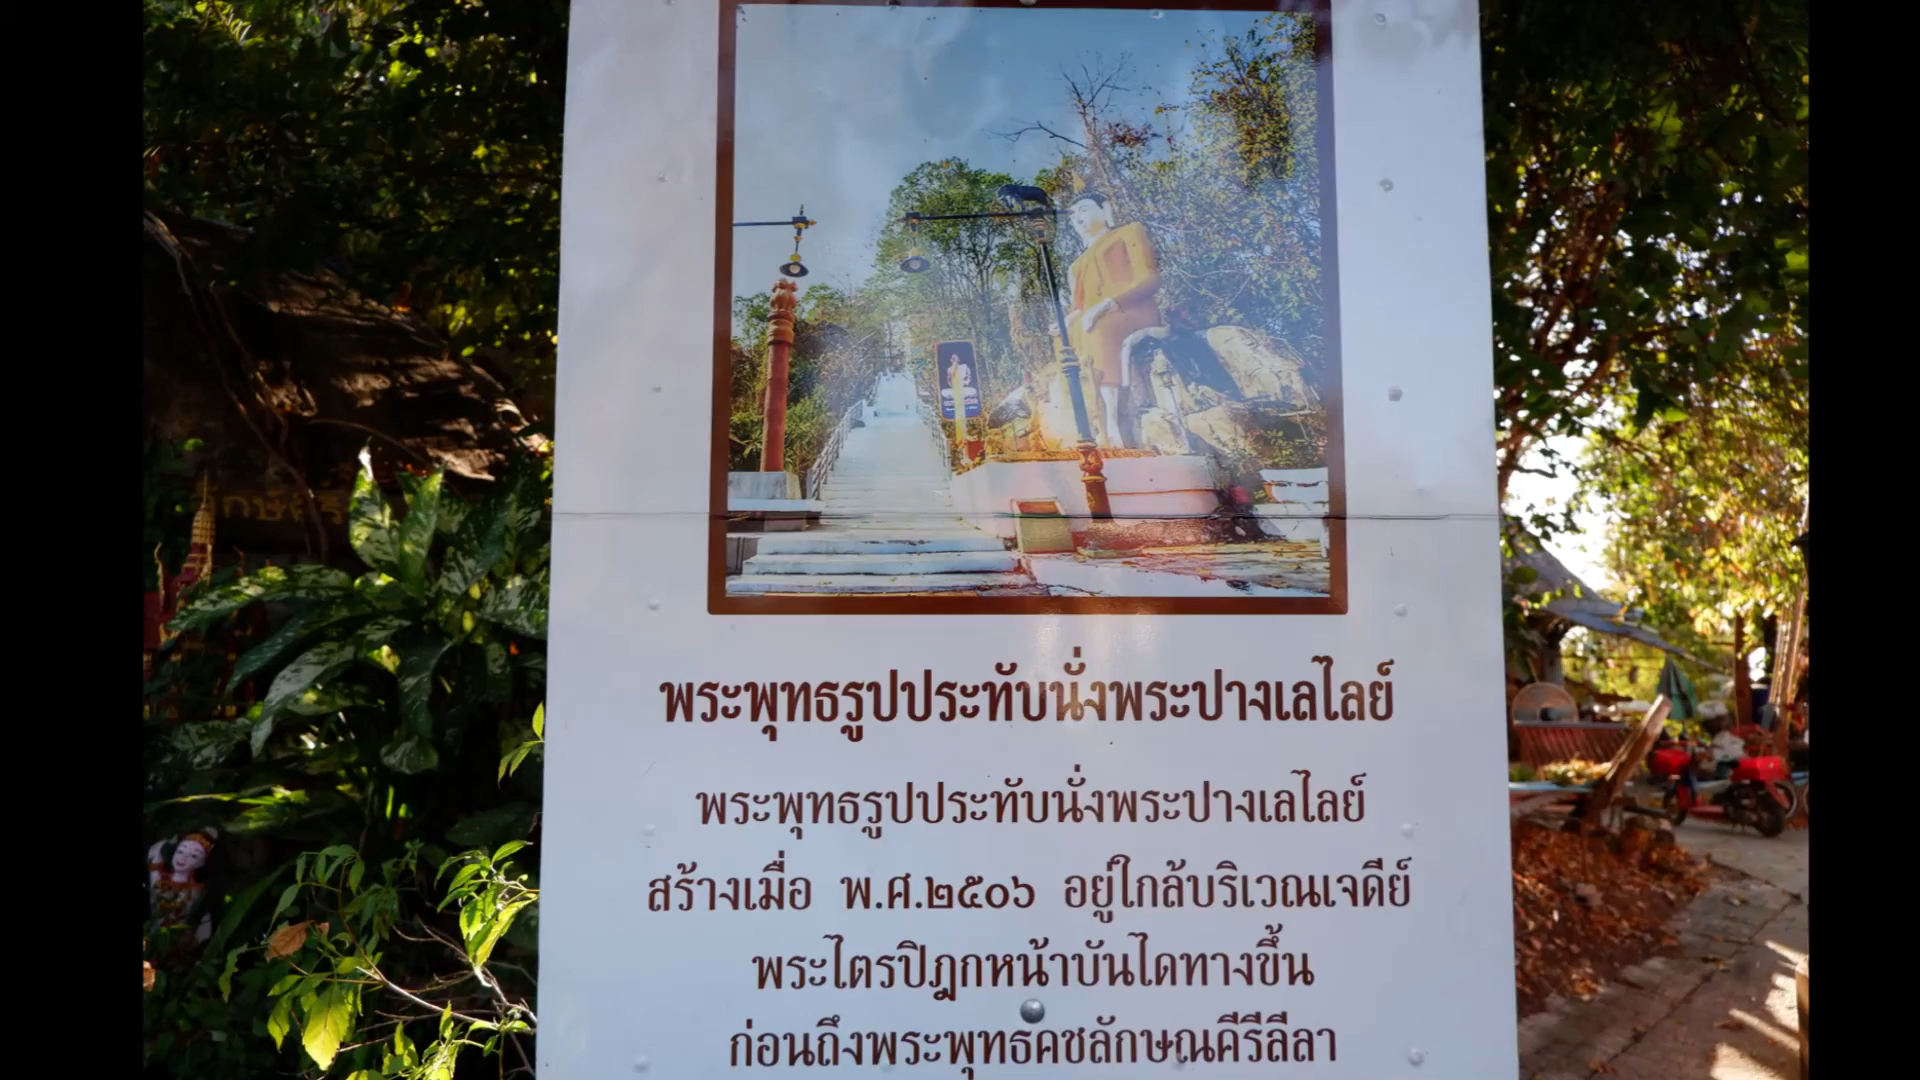 พระพุทธรูปประทับนั่งพระปางเลไลย์
พระพุทธรูปประทับนั่งพระปางเลไลย์
สร้างเมื่อ พ.ศ.๒๕๐๖ อยู่ใกล้บริเวณเจดีย์
พระไตรปิฎกหน้าบันไดทางขึ้น
ก่อนถึงพระพุทธคชลักษณคีรีลีลา